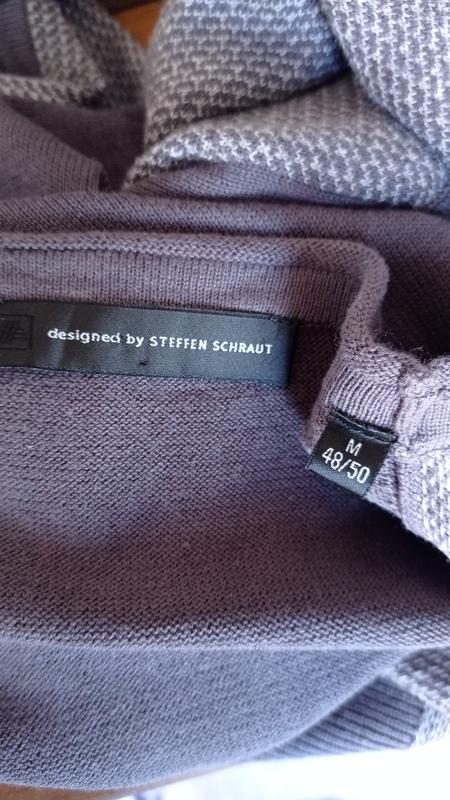 designed by STEFFEN SCHRAUT
M
48/50